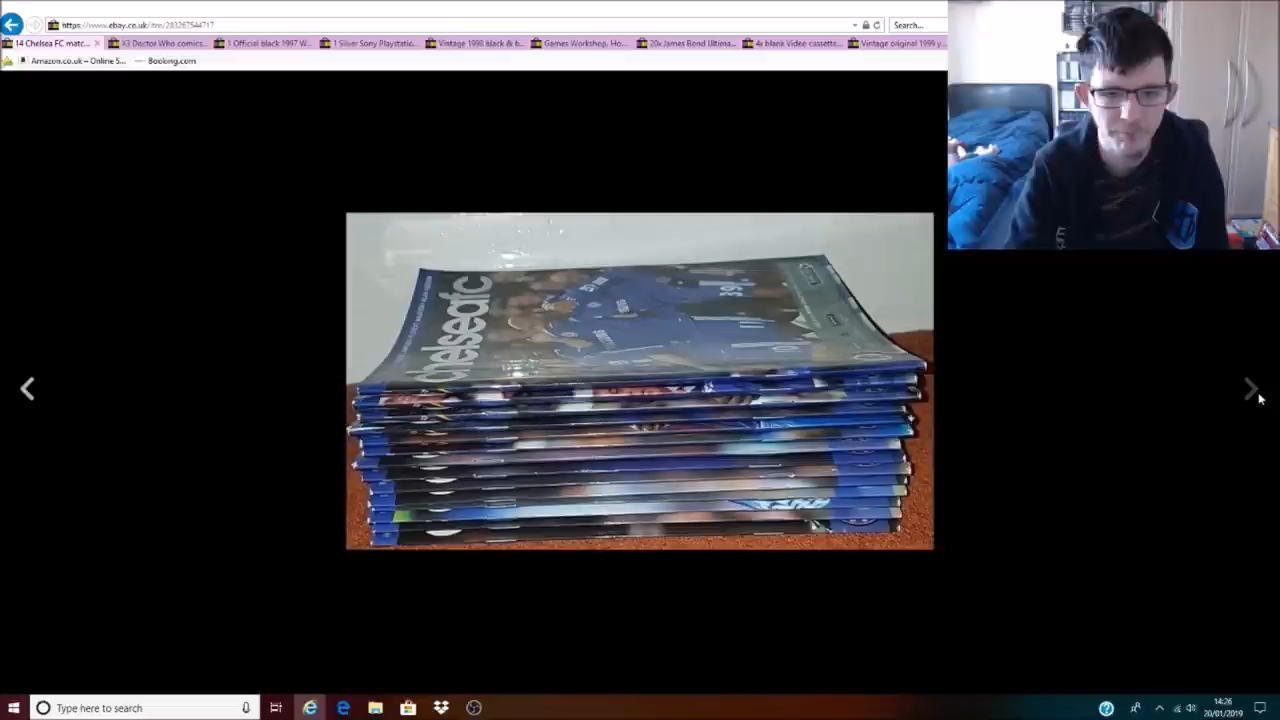 https://www.ebay.co.uk/itm/283267544717
Search...
14 Chelsea FC matc...
X3 Doctor Who comics...
1 Official black 1997 W...
1 Silver Sony Playstatio...
Vintage 1998 black & b...
Games Workshop, Ho...
20x James Bond Ultima...
4x blank Video cassette...
Vintage original 1999 y...
Amazon.co.uk – Online S...
Booking.com
chelseafc
39
Type here to search
14:26
20/01/2019